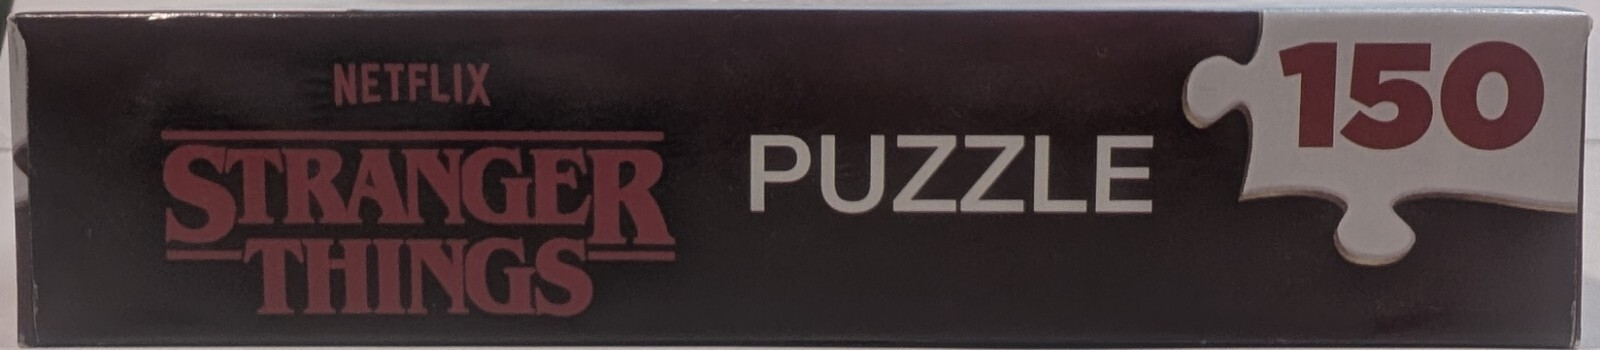 NETFLIX
STRANGER
THINGS
PUZZLE
150